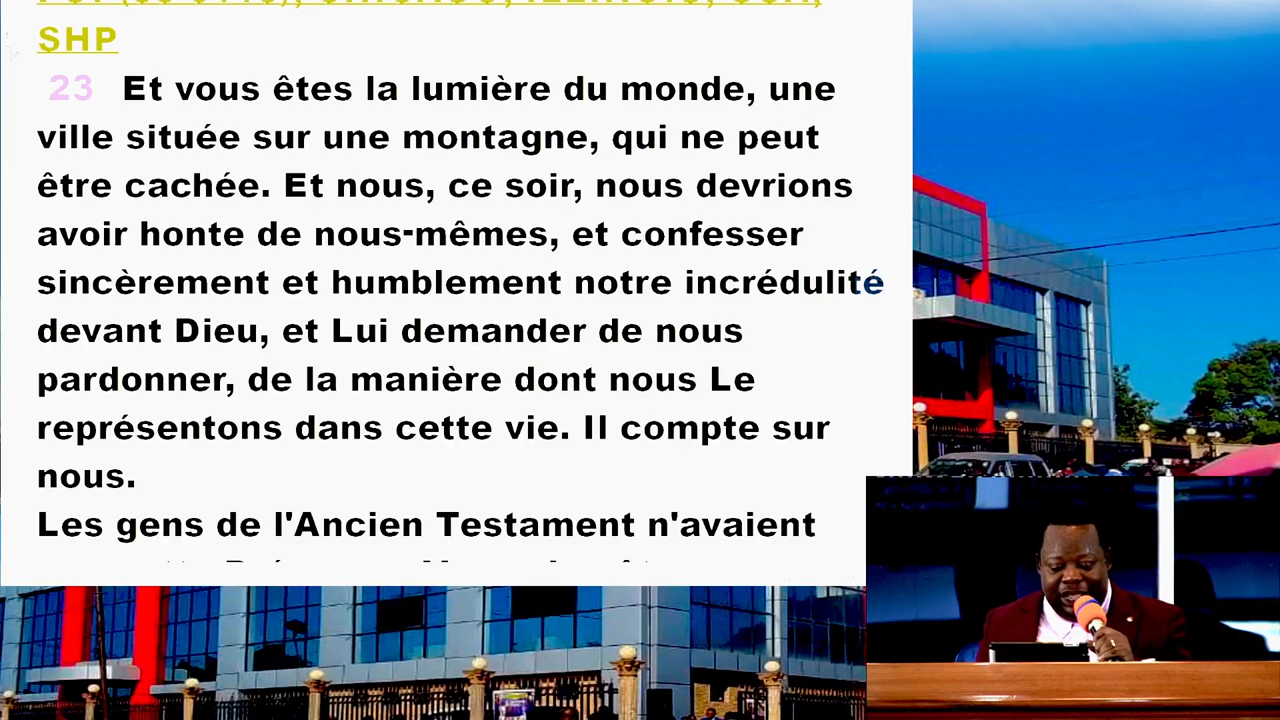 SHP
23 Et vous êtes la lumière du monde, une
ville située sur une montagne, qui ne peut
être cachée. Et nous, ce soir, nous devrions
avoir honte de nous-mêmes, et confesser
sincèrement et humblement notre incrédulité
devant Dieu, et Lui demander de nous
pardonner, de la manière dont nous Le
représentons dans cette vie. Il compte sur
nous.
Les gens de l'Ancien Testament n'avaient